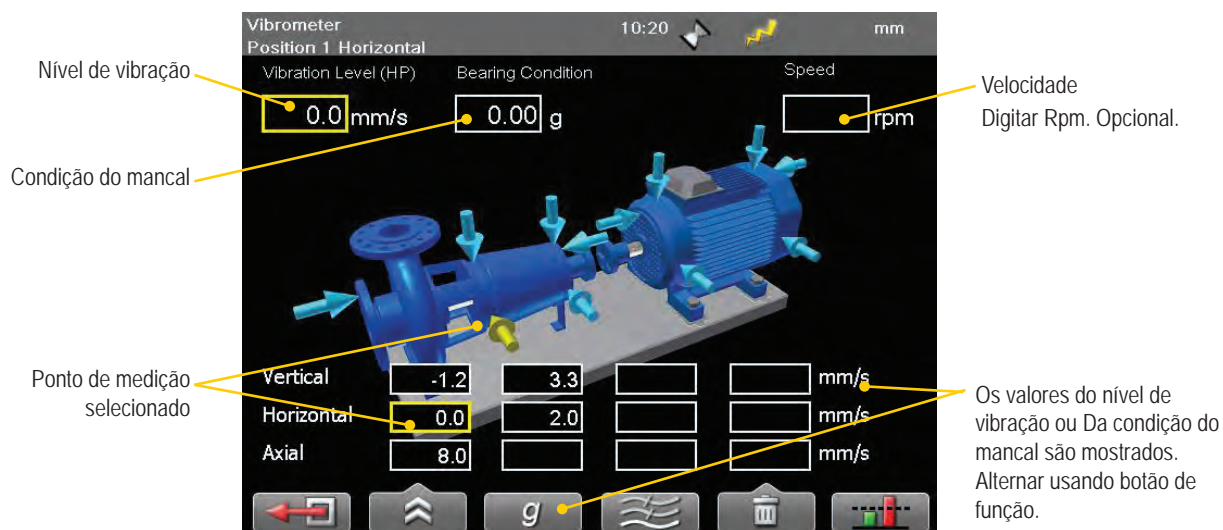 Vibrometer
Position 1 Horizontal
10:20
mm
Vibration Level (HP)
Bearing Condition
Speed
0.0 mm/s
0.00 g
rpm
Nível de vibração
Condição do mancal
Velocidade
Digitar Rpm. Opcional.
Ponto de medição
selecionado
Vertical -1.2 3.3 mm/s
Horizontal 0.0 2.0 mm/s
Axial 8.0 mm/s
g
Os valores do nível de
vibração ou Da condição do
mancal são mostrados.
Alternar usando botão de
função.